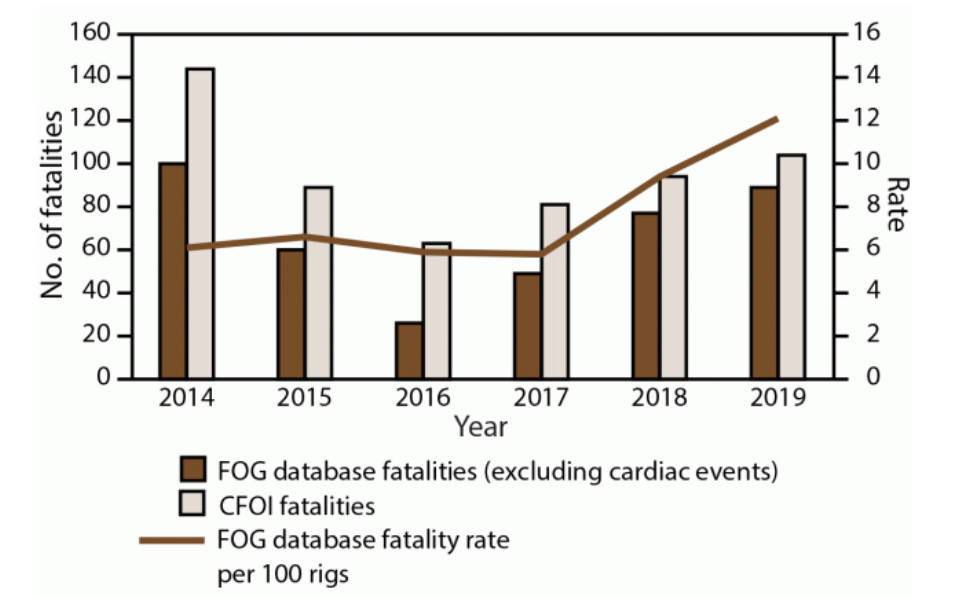 160
140
120
100
80
60
40
20
0
No. of fatalities
16
14
12
10
8
6
4
2
0
Rate
2014 2015 2016 2017 2018 2019
Year
FOG database fatalities (excluding cardiac events)
CFOI fatalities
FOG database fatality rate
per 100 rigs